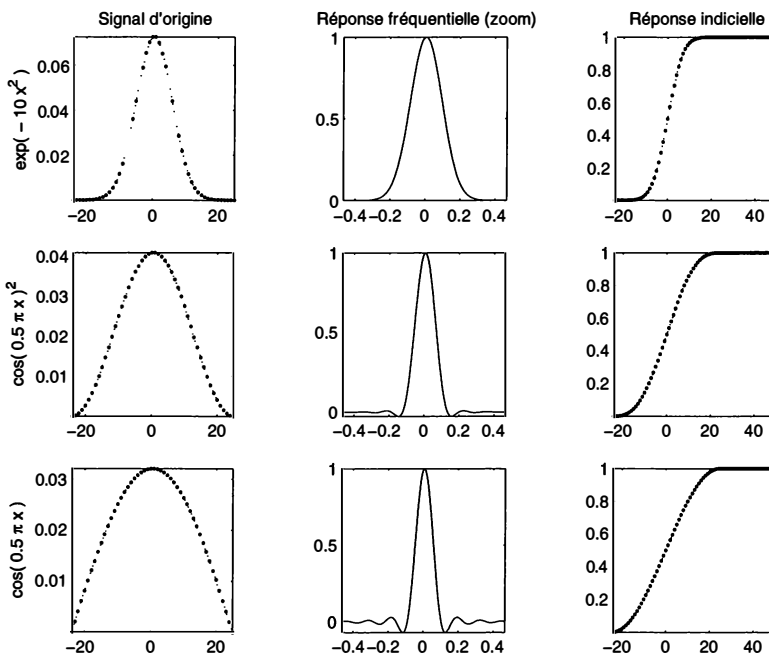 Signal d'origine
Réponse fréquentielle (zoom)
Réponse indicielle
exp( − 10 x²)
0.06
0.04
0.02
−20 0 20
1
0.5
0
−0.4 −0.2 0 0.2 0.4
1
0.8
0.6
0.4
0.2
−20 0 20 40
cos( 0.5 π x)²
0.04
0.03
0.02
0.01
−20 0 20
1
0.5
0
−0.4 −0.2 0 0.2 0.4
1
0.8
0.6
0.4
0.2
−20 0 20 40
cos( 0.5 π x)
0.03
0.02
0.01
−20 0 20
1
0.5
0
−0.4 −0.2 0 0.2 0.4
1
0.8
0.6
0.4
0.2
−20 0 20 40